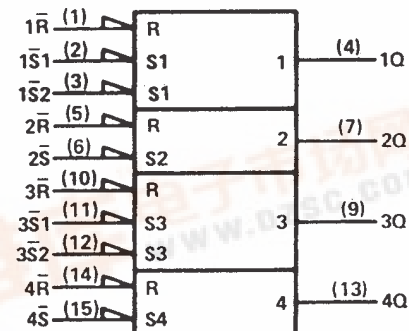 1R̅ (1) R
1S̅1 (2) S1 1 (4) 1Q
1S̅2 (3) S1
2R̅ (5) R 2 (7) 2Q
2S̅ (6) S2
3R̅ (10) R
3S̅1 (11) S3 3 (9) 3Q
3S̅2 (12) S3
4R̅ (14) R 4 (13) 4Q
4S̅ (15) S4